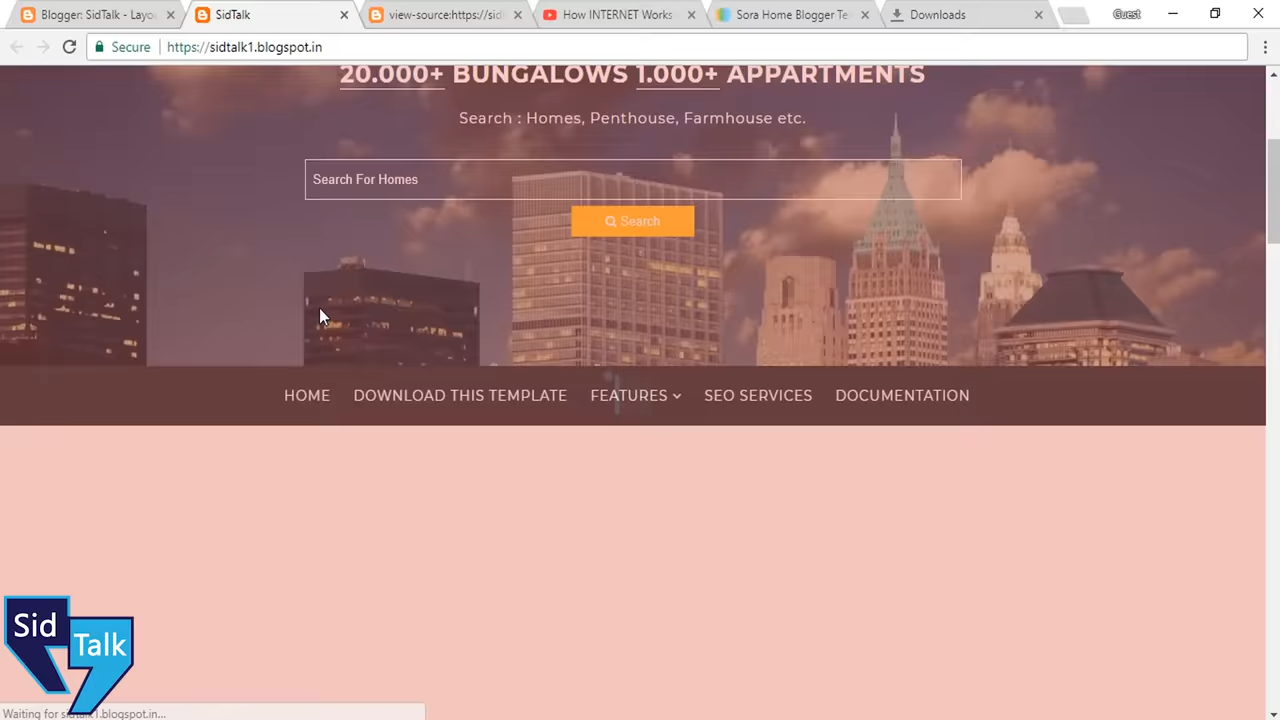 Blogger: SidTalk - Layo
SidTalk
view-source:https://sid
How INTERNET Works
Sora Home Blogger Te
Downloads
Guest
Secure
https://sidtalk1.blogspot.in
20.000+ BUNGALOWS 1.000+ APPARTMENTS
Search : Homes, Penthouse, Farmhouse etc.
Search For Homes
Search
HOME
DOWNLOAD THIS TEMPLATE
FEATURES
SEO SERVICES
DOCUMENTATION
Sid
Talk
Waiting for sidtalk1.blogspot.in...